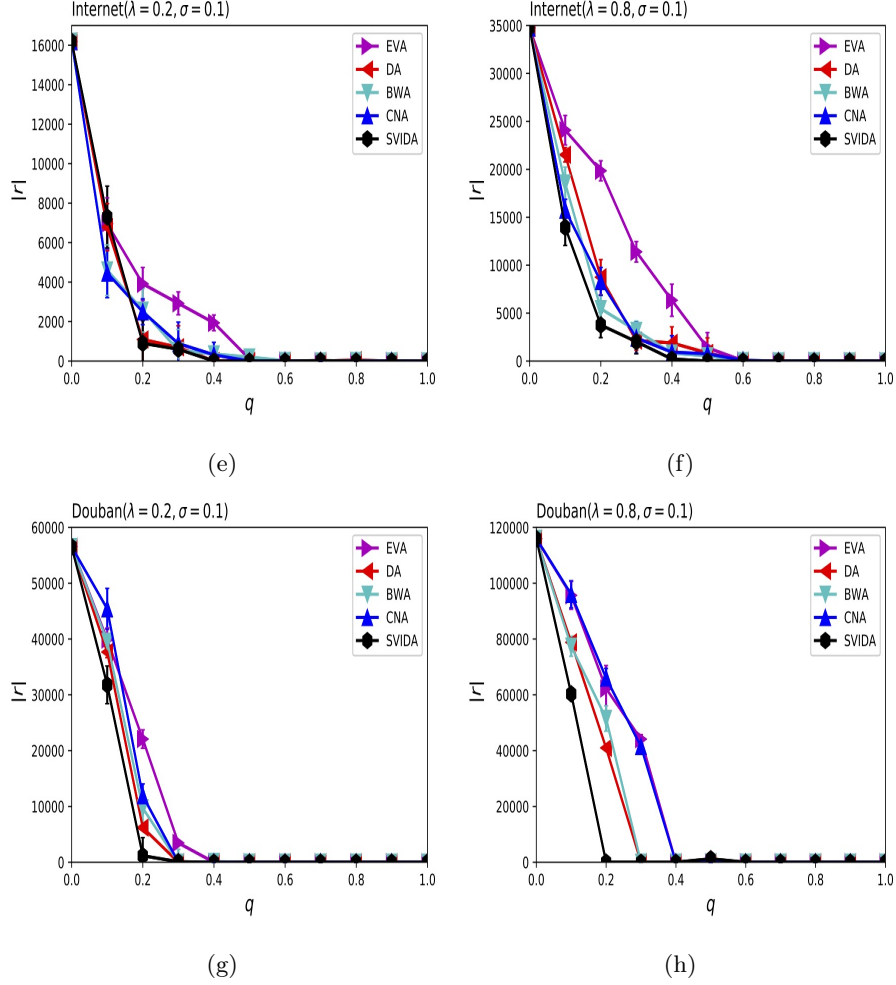 Internet(λ = 0.2, σ = 0.1)
16000
14000
12000
10000
8000
6000
4000
2000
0
|r|
0.0 0.2 0.4 0.6 0.8 1.0
q
EVA
DA
BWA
CNA
SVIDA
(e)
Internet(λ = 0.8, σ = 0.1)
35000
30000
25000
20000
15000
10000
5000
0
|r|
0.0 0.2 0.4 0.6 0.8 1.0
q
EVA
DA
BWA
CNA
SVIDA
(f)
Douban(λ = 0.2, σ = 0.1)
60000
50000
40000
30000
20000
10000
0
|r|
0.0 0.2 0.4 0.6 0.8 1.0
q
EVA
DA
BWA
CNA
SVIDA
(g)
Douban(λ = 0.8, σ = 0.1)
120000
100000
80000
60000
40000
20000
0
|r|
0.0 0.2 0.4 0.6 0.8 1.0
q
EVA
DA
BWA
CNA
SVIDA
(h)